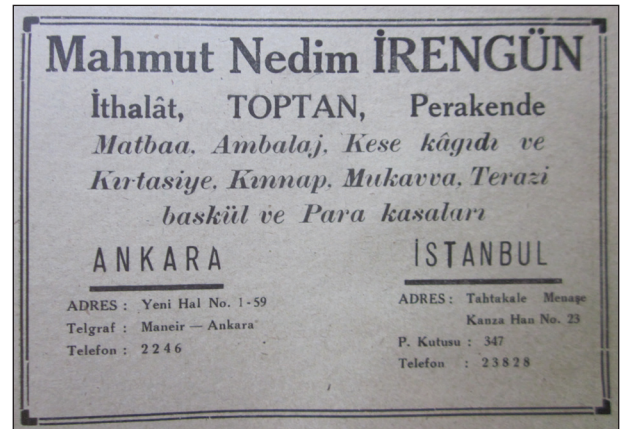 Mahmut Nedim İRENGÜN
İthalât, TOPTAN, Perakende
Matbaa, Ambalaj, Kese kâgıdı ve
Kırtasiye, Kınnap, Mukavva, Terazi
baskül ve Para kasaları
ANKARA
ADRES : Yeni Hal No. 1-59
Telgraf : Maneir — Ankara
Telefon : 2246
İSTANBUL
ADRES : Tahtakale Menaşe
Kanza Han No. 23
P. Kutusu : 347
Telefon : 23828